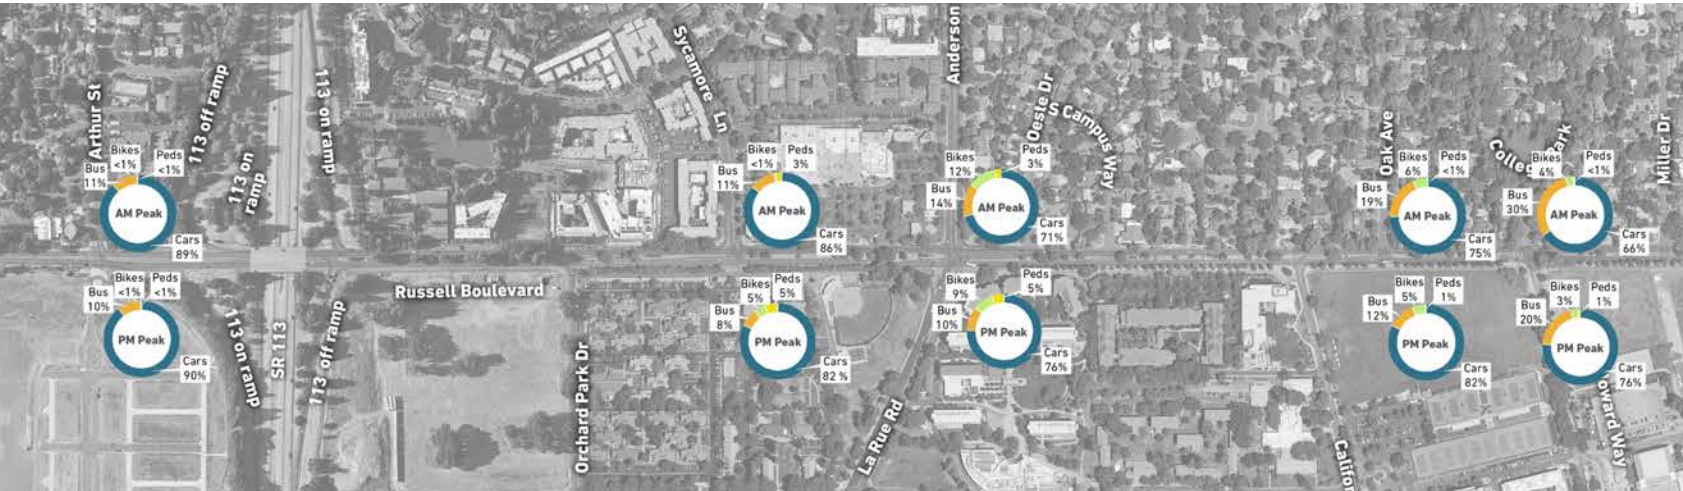 Arthur St
113 off ramp
113 on
ramp
113 on ramp
Sycamore Ln
Anderson
Oeste Dr
S Campus Way
Oak Ave
Miller Dr
Bus
11%
Bikes
<1%
Peds
<1%
AM Peak
Cars
89%
Bus
11%
Bikes
<1%
Peds
3%
AM Peak
Cars
86%
Bus
14%
Bikes
12%
Peds
3%
AM Peak
Cars
71%
Bus
19%
Bikes
6%
Peds
<1%
AM Peak
Cars
75%
Bus
30%
Bikes
4%
Peds
<1%
AM Peak
Cars
66%
Russell Boulevard
Bus
10%
Bikes
<1%
Peds
<1%
PM Peak
Cars
90%
Bus
8%
Bikes
5%
Peds
5%
PM Peak
Cars
82 %
Bus
10%
Bikes
9%
Peds
5%
PM Peak
Cars
76%
Bus
12%
Bikes
5%
Peds
1%
PM Peak
Cars
82%
Bus
20%
Bikes
3%
Peds
1%
PM Peak
Cars
76%
113 on ramp
SR 113
113 off ramp
Orchard Park Dr
La Rue Rd
Califor
oward Way